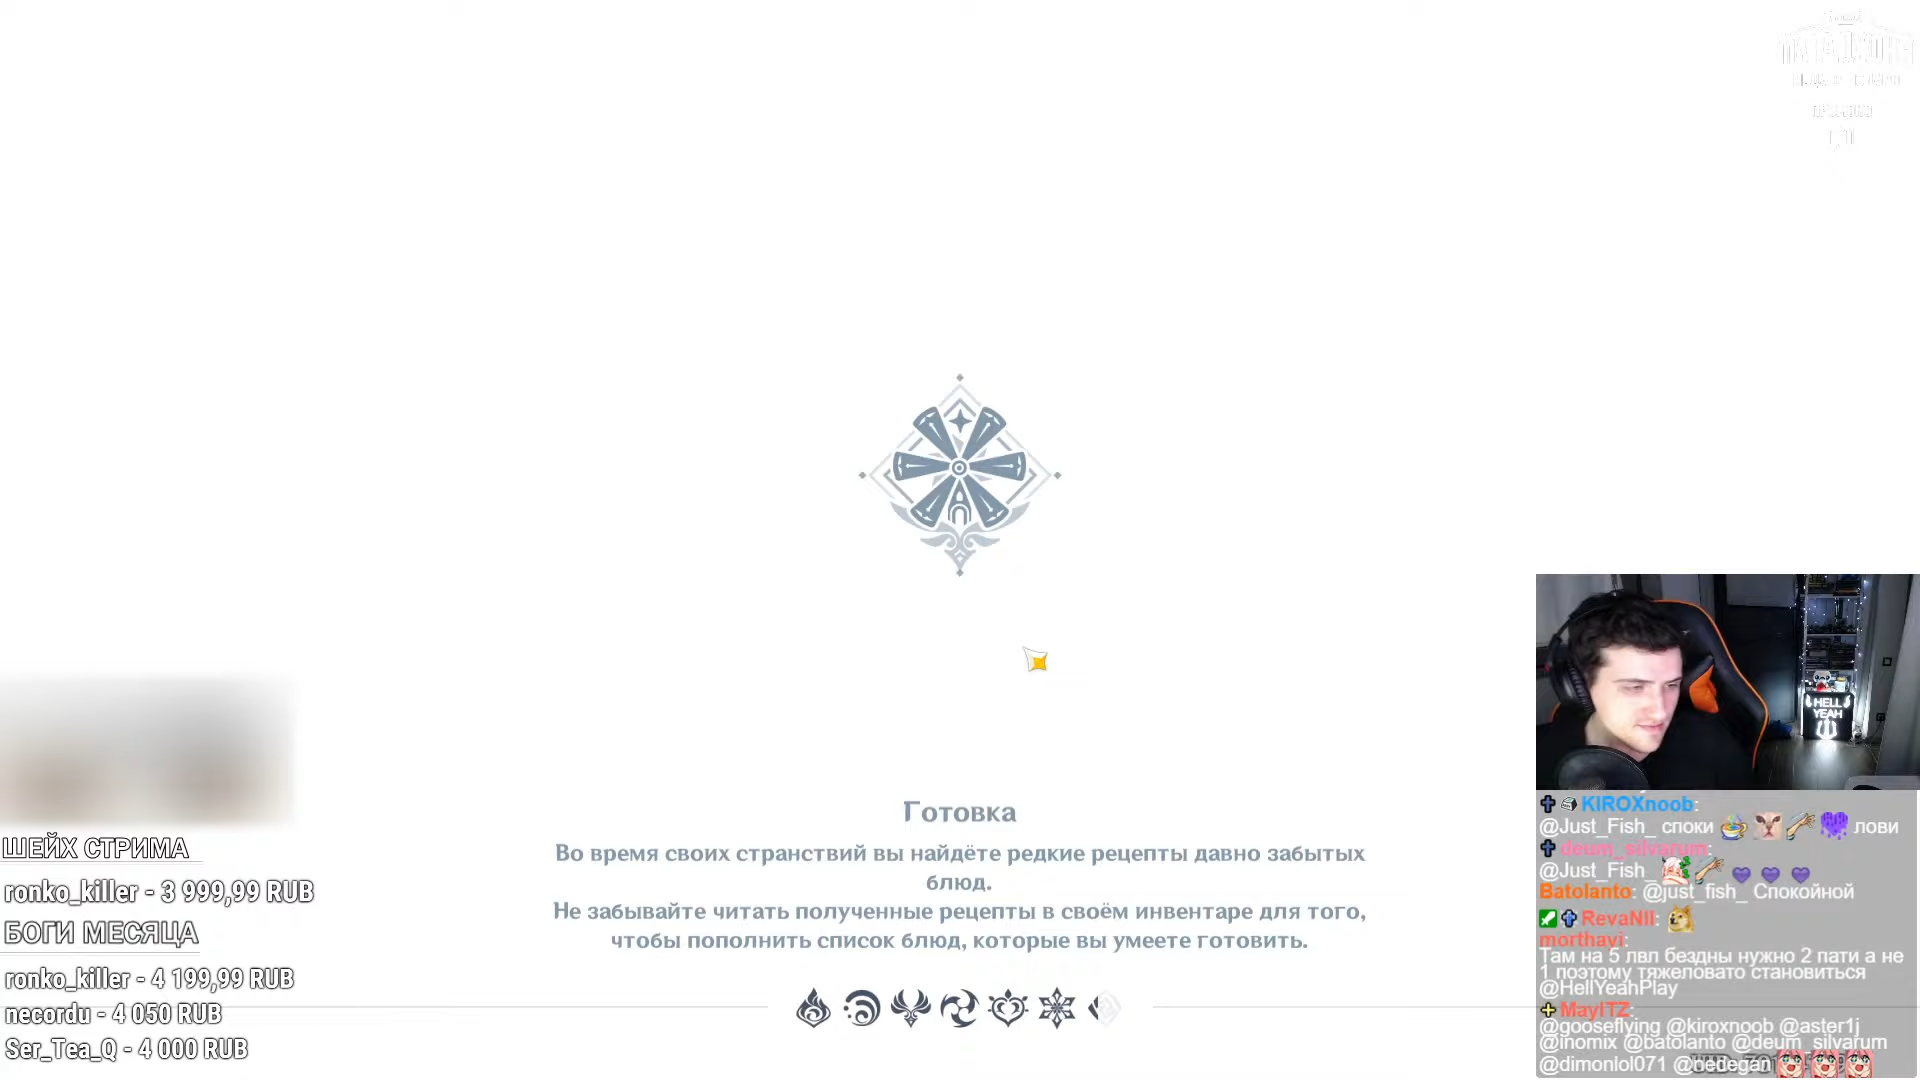 Готовка
Во время своих странствий вы найдёте редкие рецепты давно забытых
блюд.
Не забывайте читать полученные рецепты в своём инвентаре для того,
чтобы пополнить список блюд, которые вы умеете готовить.
ШЕЙХ СТРИМА
ronko_killer - 3 999,99 RUB
БОГИ МЕСЯЦА
ronko_killer - 4 199,99 RUB
necordu - 4 050 RUB
Ser_Tea_Q - 4 000 RUB
HELL
YEAH
KIROXnoob:
@Just_Fish_ споки лови
deum_silvarum:
@Just_Fish_
Batolanto: @just_fish_ Спокойной
RevaNII:
morthavi:
Там на 5 лвл бездны нужно 2 пати а не
1 поэтому тяжеловато становиться
@HellYeahPlay
MayITZ:
@gooseflying @kiroxnoob @aster1j
@inomix @batolanto @deum_silvarum
@dimonlol071 @nedegan